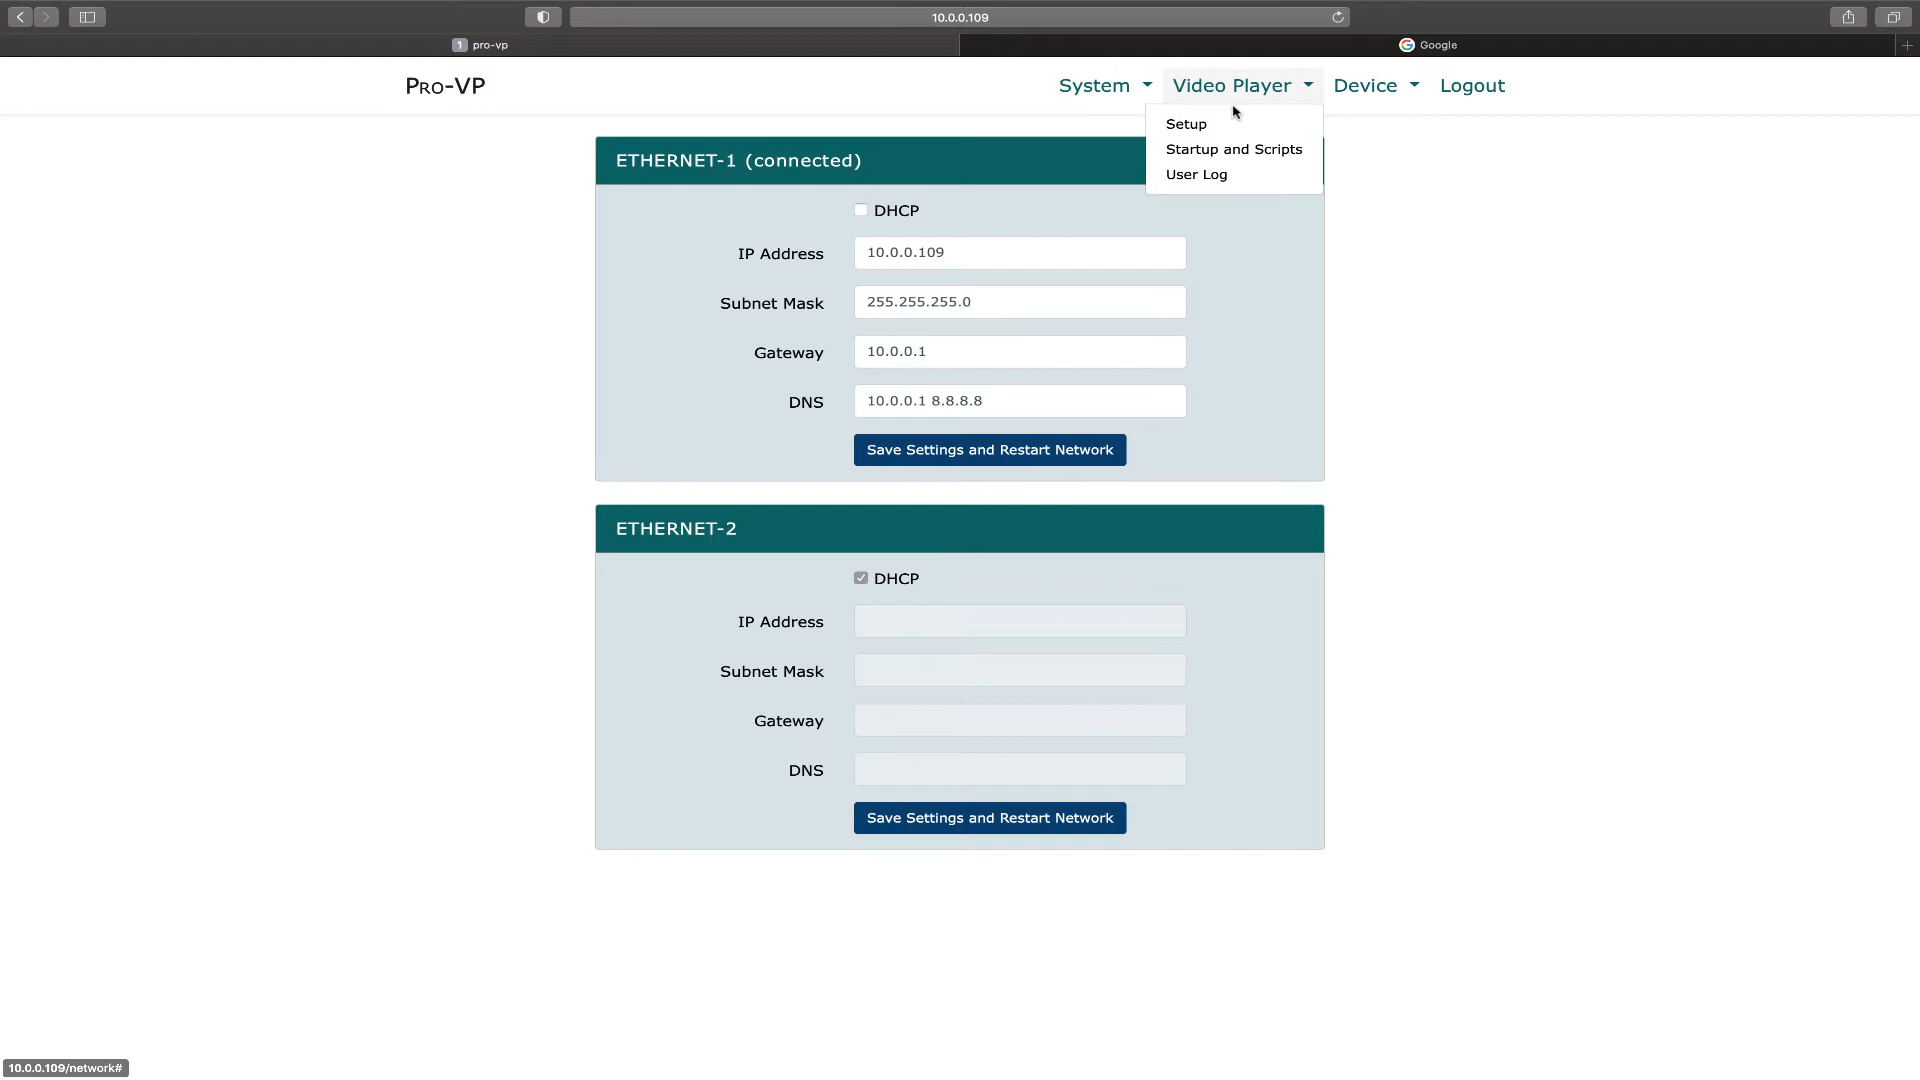 10.0.0.109
1 pro-vp
Google
PRO-VP
System
Video Player
Device
Logout
Setup
Startup and Scripts
User Log
ETHERNET-1 (connected)
DHCP
IP Address 10.0.0.109
Subnet Mask 255.255.255.0
Gateway 10.0.0.1
DNS 10.0.0.1 8.8.8.8
Save Settings and Restart Network
ETHERNET-2
DHCP
IP Address
Subnet Mask
Gateway
DNS
Save Settings and Restart Network
10.0.0.109/network#